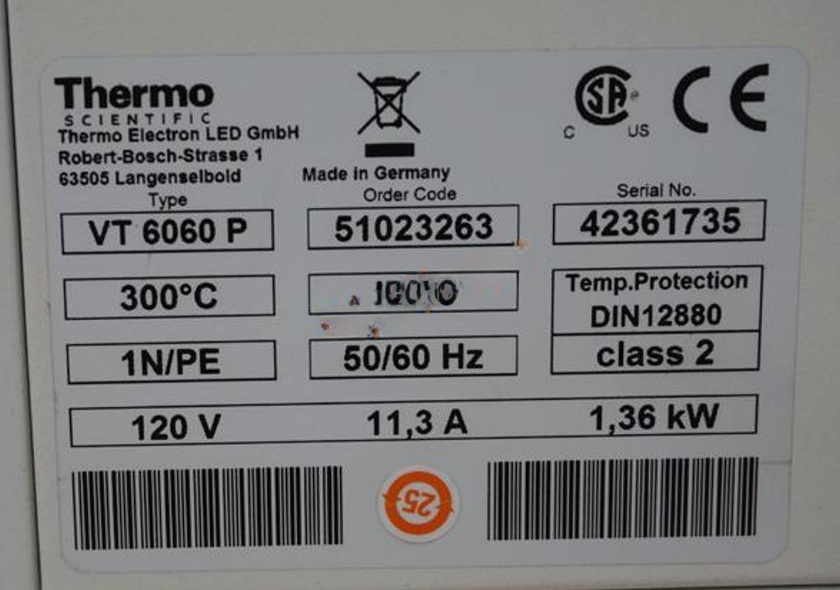 Thermo
SCIENTIFIC
Thermo Electron LED GmbH
Robert-Bosch-Strasse 1
63505 Langenselbold
Made in Germany
CSA ®
C US
CE
Type
Order Code
Serial No.
VT 6060 P
51023263
42361735
300°C
Temp.Protection
DIN12880
class 2
1N/PE
50/60 Hz
120 V 11,3 A 1,36 kW
25